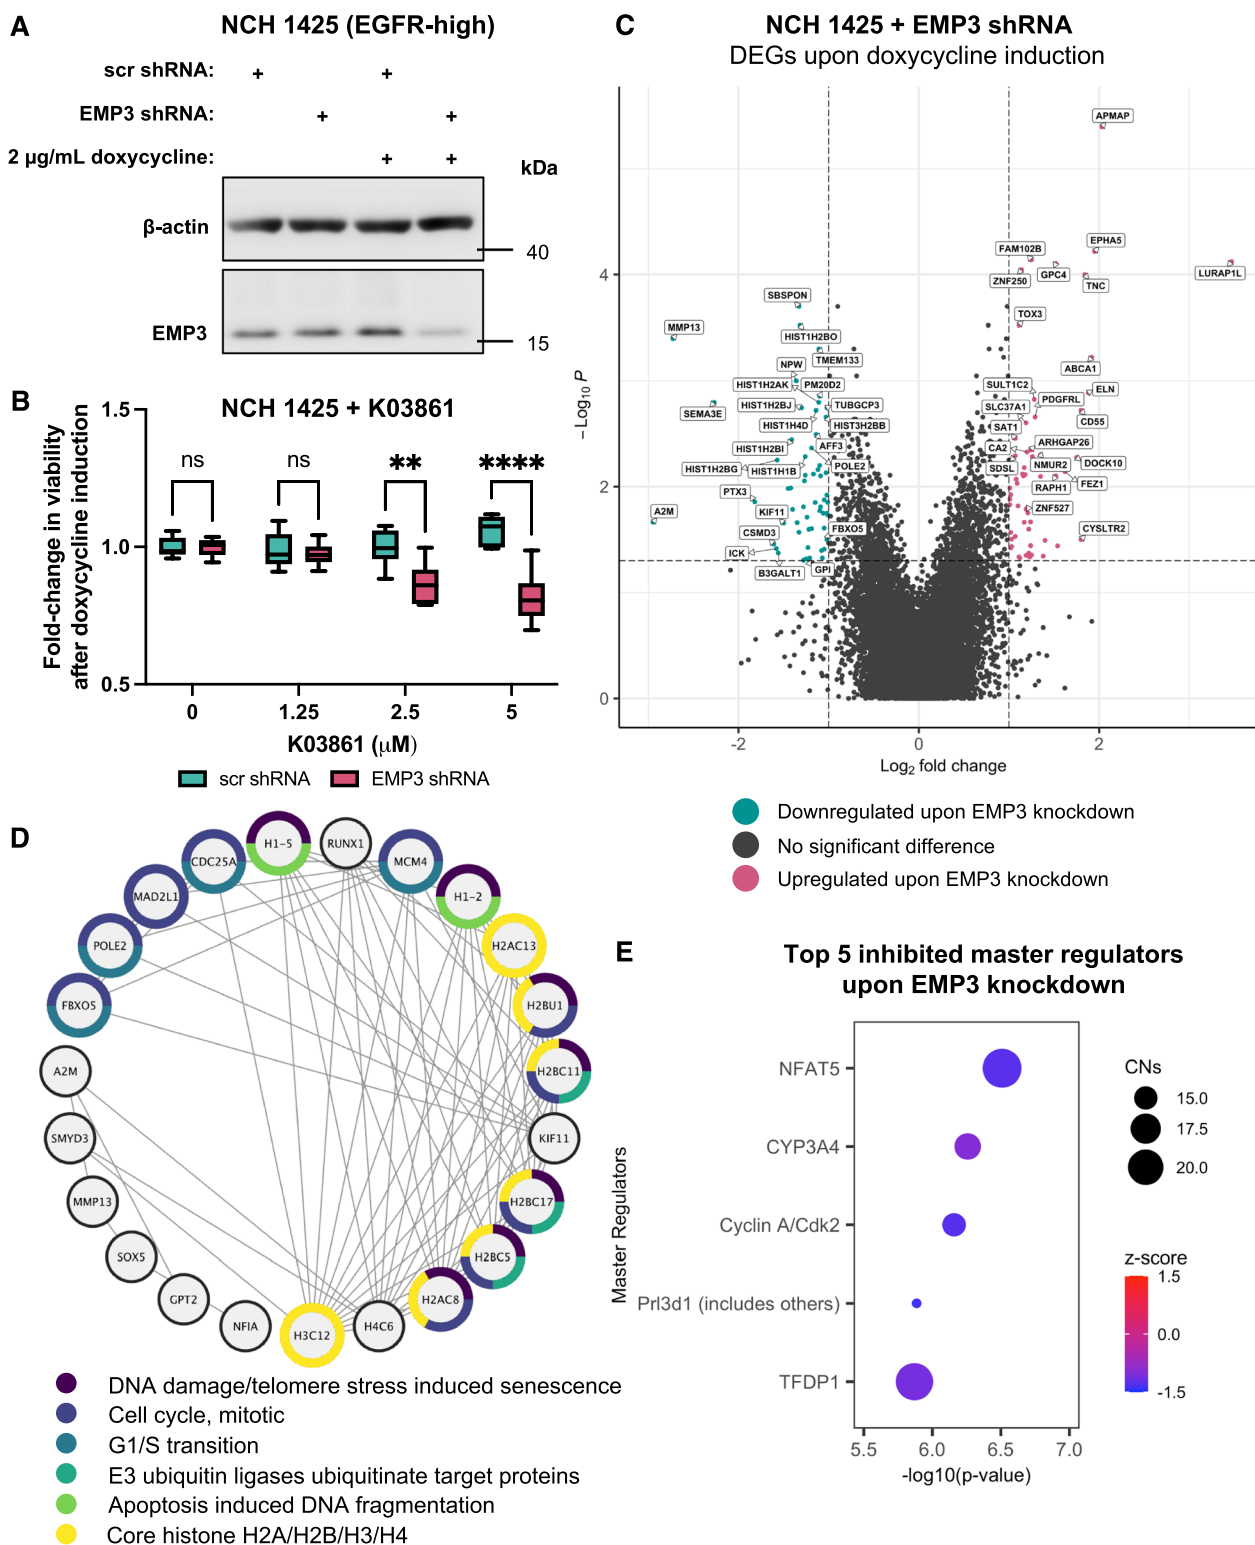 A
NCH 1425 (EGFR-high)
scr shRNA:
+
+
EMP3 shRNA:
+
+
2 µg/mL doxycycline:
+
+
kDa
β-actin
40
EMP3
15
B
NCH 1425 + K03861
Fold-change in viability
after doxycycline induction
1.5
1.0
0.5
ns
ns
**
****
0
1.25
2.5
5
K03861 (μM)
scr shRNA
EMP3 shRNA
C
NCH 1425 + EMP3 shRNA
DEGs upon doxycycline induction
−Log10 P
4
2
0
-2
0
2
Log2 fold change
APMAP
EPHA5
FAM102B
LURAP1L
ZNF250
GPC4
TNC
SBSPON
TOX3
MMP13
HIST1H2BO
TMEM133
NPW
ABCA1
HIST1H2AK
PM20D2
SULT1C2
ELN
PDGFRL
SEMA3E
HIST1H2BJ
TUBGCP3
SLC37A1
CD55
HIST1H4D
HIST3H2BB
SAT1
HIST1H2BI
AFF3
CA2
ARHGAP26
HIST1H2BG
HIST1H1B
POLE2
SDSL
NMUR2
DOCK10
PTX3
RAPH1
FEZ1
A2M
KIF11
ZNF527
CSMD3
FBXO5
CYSLTR2
ICK
B3GALT1
GPI
Downregulated upon EMP3 knockdown
No significant difference
Upregulated upon EMP3 knockdown
D
H1-5
RUNX1
CDC25A
MCM4
MAD2L1
H1-2
POLE2
H2AC13
FBXO5
H2BU1
A2M
H2BC11
SMYD3
KIF11
MMP13
H2BC17
SOX5
H2BC5
GPT2
H2AC8
NFIA
H3C12
H4C6
DNA damage/telomere stress induced senescence
Cell cycle, mitotic
G1/S transition
E3 ubiquitin ligases ubiquitinate target proteins
Apoptosis induced DNA fragmentation
Core histone H2A/H2B/H3/H4
E
Top 5 inhibited master regulators
upon EMP3 knockdown
Master Regulators
NFAT5
CYP3A4
Cyclin A/Cdk2
Prl3d1 (includes others)
TFDP1
5.5
6.0
6.5
7.0
-log10(p-value)
CNs
15.0
17.5
20.0
z-score
1.5
0.0
-1.5